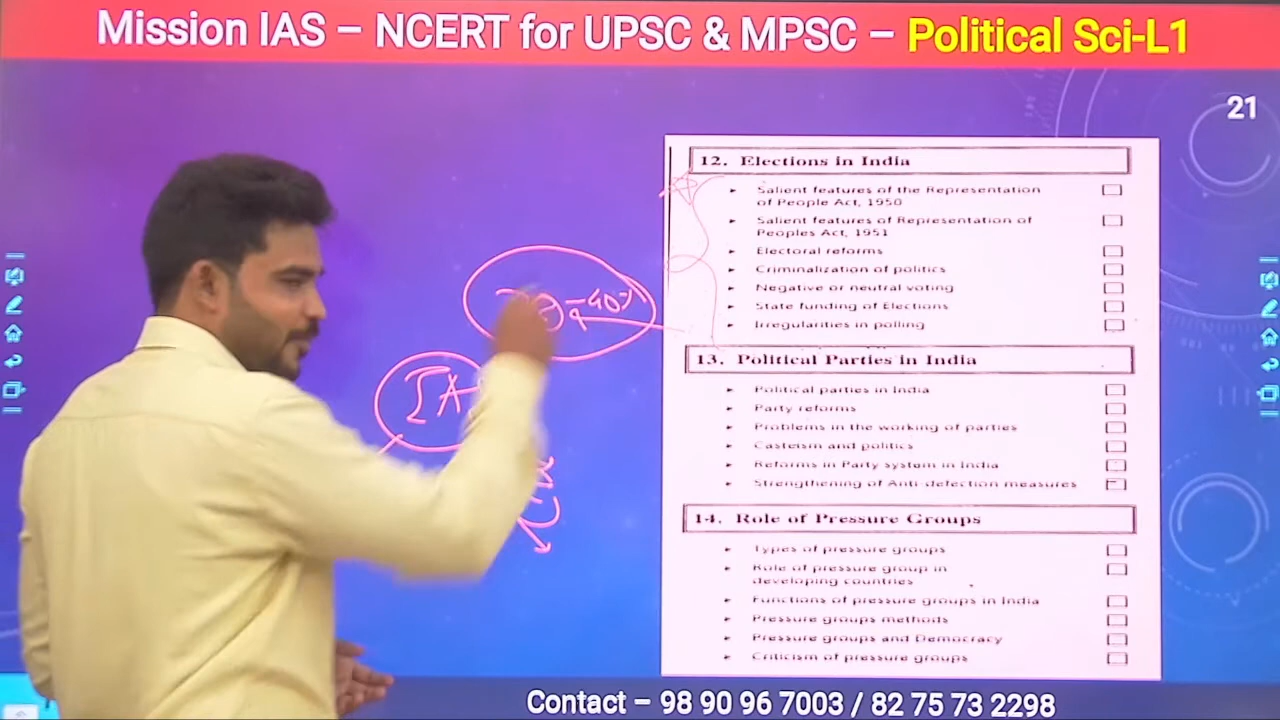 Mission IAS – NCERT for UPSC & MPSC – Political Sci-L1
21
12. Elections in India
Salient features of the Representation
of People Act, 1950
Salient features of Representation of
Peoples Act, 1951
Electoral reforms
Criminalization of politics
Negative or neutral voting
State funding of Elections
Irregularities in polling
13. Political Parties in India
Political parties in India
Party reforms
Problems in the working of parties
Casteism and politics
Reforms in Party system in India
Strengthening of Anti-defection measures
14. Role of Pressure Groups
Types of pressure groups
Role of pressure group in
developing countries
Functions of pressure groups in India
Pressure groups methods
Pressure groups and Democracy
Criticism of pressure groups
Contact – 98 90 96 7003 / 82 75 73 2298